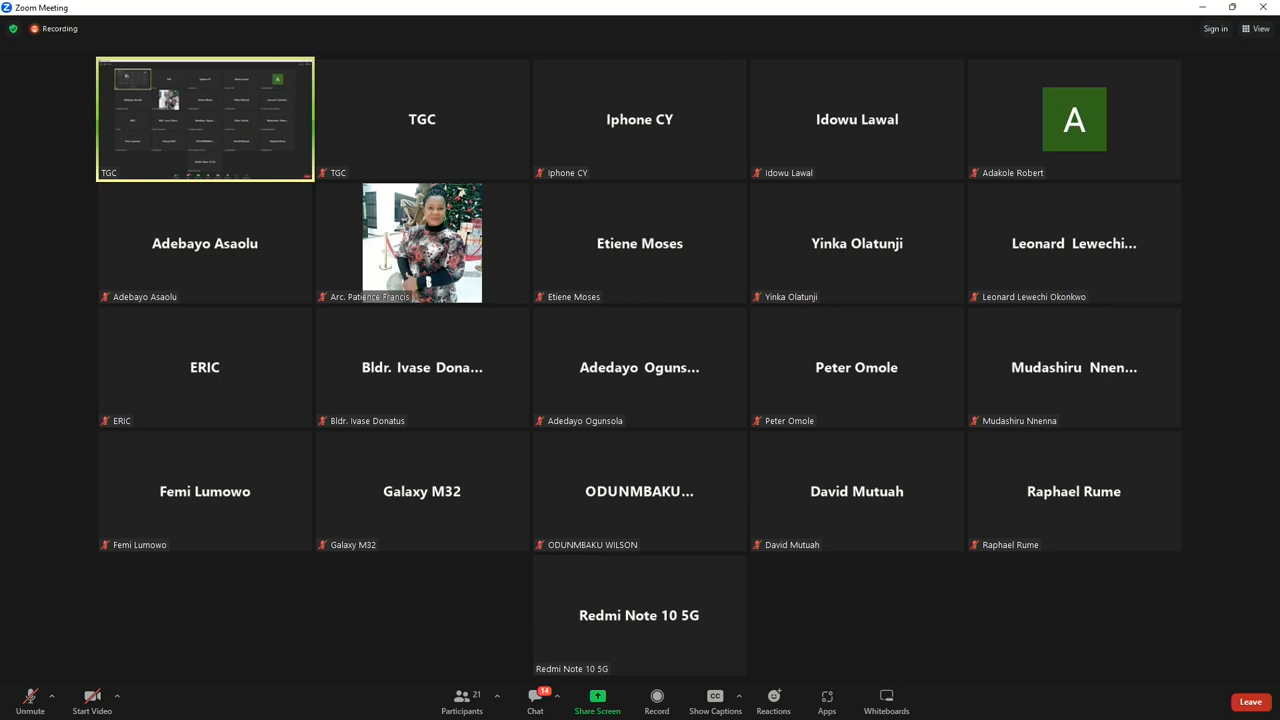 Zoom Meeting
Recording
Sign in
View
TGC
TGC
TGC
Iphone CY
Iphone CY
Idowu Lawal
Idowu Lawal
A
Adakole Robert
Adebayo Asaolu
Adebayo Asaolu
Arc. Patience Francis
Etiene Moses
Etiene Moses
Yinka Olatunji
Yinka Olatunji
Leonard Lewechi...
Leonard Lewechi Okonkwo
ERIC
ERIC
Bldr. Ivase Dona...
Bldr. Ivase Donatus
Adedayo Oguns...
Adedayo Ogunsola
Peter Omole
Peter Omole
Mudashiru Nnen...
Mudashiru Nnenna
Femi Lumowo
Femi Lumowo
Galaxy M32
Galaxy M32
ODUNMBAKU...
ODUNMBAKU WILSON
David Mutuah
David Mutuah
Raphael Rume
Raphael Rume
Redmi Note 10 5G
Redmi Note 10 5G
Unmute
Start Video
21
Participants
14
Chat
Share Screen
Record
CC
Show Captions
Reactions
Apps
Whiteboards
Leave